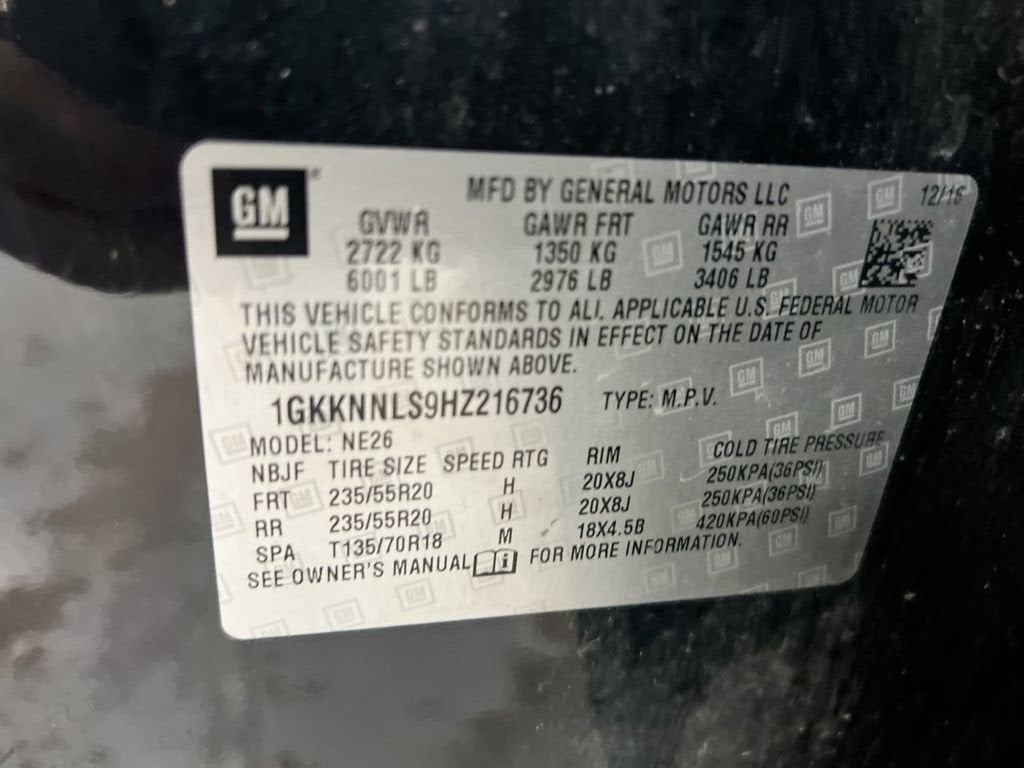 GM
MFD BY GENERAL MOTORS LLC 12/16
GVWR GAWR FRT GAWR RR
2722 KG 1350 KG 1545 KG
6001 LB 2976 LB 3406 LB
THIS VEHICLE CONFORMS TO ALL APPLICABLE U.S. FEDERAL MOTOR
VEHICLE SAFETY STANDARDS IN EFFECT ON THE DATE OF
MANUFACTURE SHOWN ABOVE.
1GKKNNLS9HZ216736 TYPE: M.P.V.
MODEL: NE26
NBJF TIRE SIZE SPEED RTG RIM COLD TIRE PRESSURE
FRT 235/55R20 H 20X8J 250KPA(36PSI)
RR 235/55R20 H 20X8J 250KPA(36PSI)
SPA T135/70R18 M 18X4.5B 420KPA(60PSI)
SEE OWNER'S MANUAL FOR MORE INFORMATION.